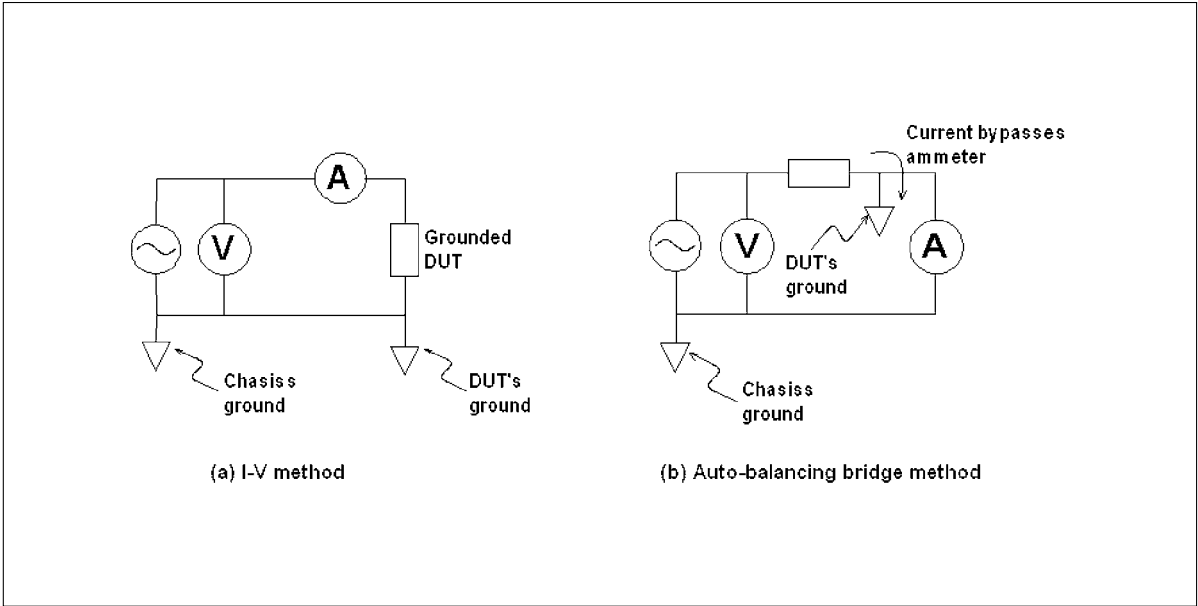 A
V
Grounded
DUT
Chasiss
ground
DUT's
ground
(a) I-V method
Current bypasses
ammeter
V
A
DUT's
ground
Chasiss
ground
(b) Auto-balancing bridge method